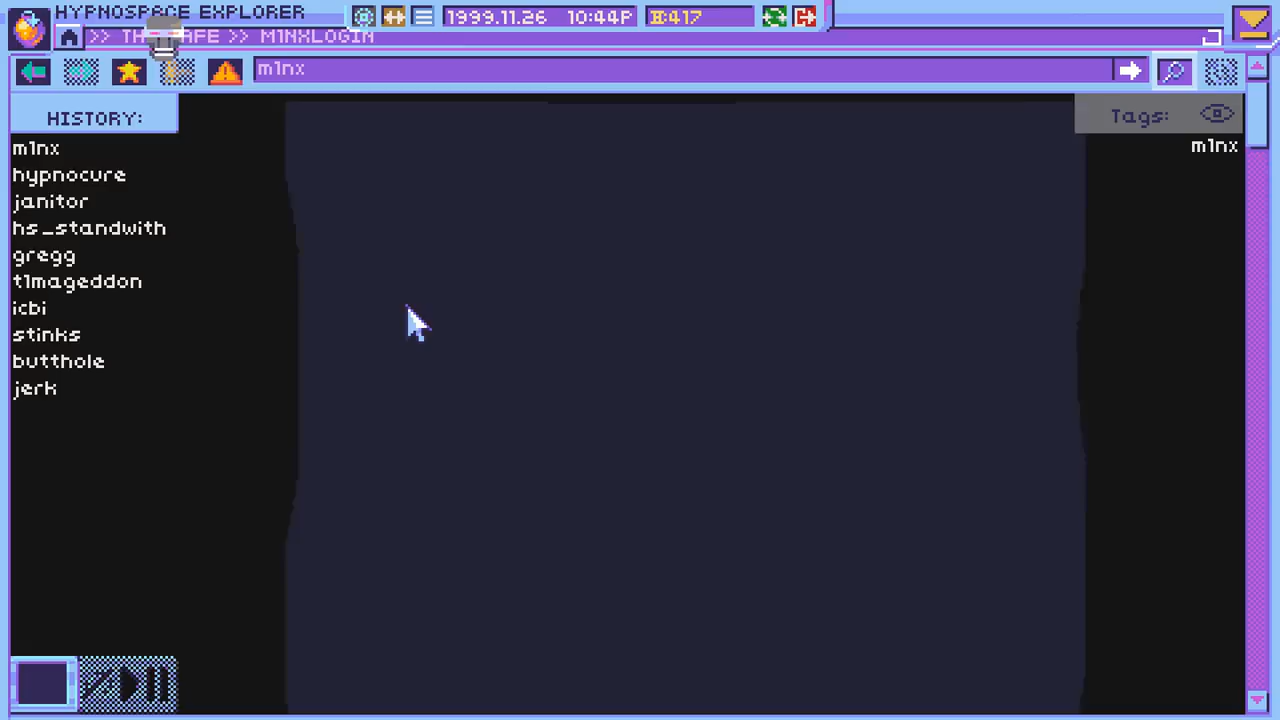 HYPNOSPACE EXPLORER
1999.11.26 10:44P
:417
>> TH APE >> M1NXLOGIN
m1nx
HISTORY:
m1nx
hypnocure
janitor
hs_standwith
gregg
t1mageddon
icbi
stinks
butthole
jerk
Tags:
m1nx